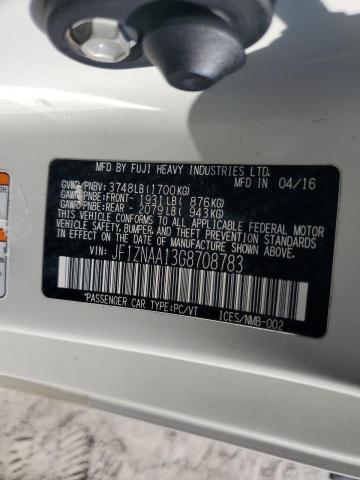 MFD BY FUJI HEAVY INDUSTRIES LTD.
GVWR/PNBV: 3748LB(1700KG) MFD IN 04/16
GAWR/PNBE:FRONT- 1931LB( 876KG)
GAWR/PNBE:REAR - 2079LB( 943KG)
THIS VEHICLE CONFORMS TO ALL APPLICABLE FEDERAL MOTOR
VEHICLE SAFETY, BUMPER, AND THEFT PREVENTION STANDARDS
IN EFFECT ON THE DATE OF MANUFACTURE SHOWN ABOVE.
VIN: JF1ZNAA13G8708783
*PASSENGER CAR TYPE:PC/VT ICES/NMB-002